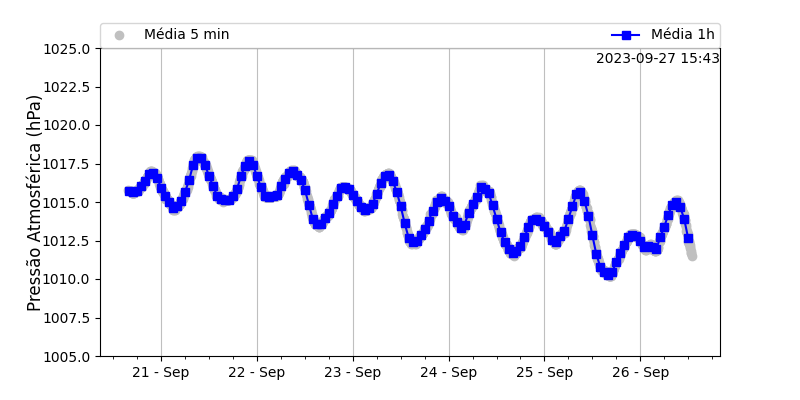 Média 5 min
Média 1h
2023-09-27 15:43
Pressão Atmosférica (hPa)
1025.0
1022.5
1020.0
1017.5
1015.0
1012.5
1010.0
1007.5
1005.0
21 - Sep
22 - Sep
23 - Sep
24 - Sep
25 - Sep
26 - Sep